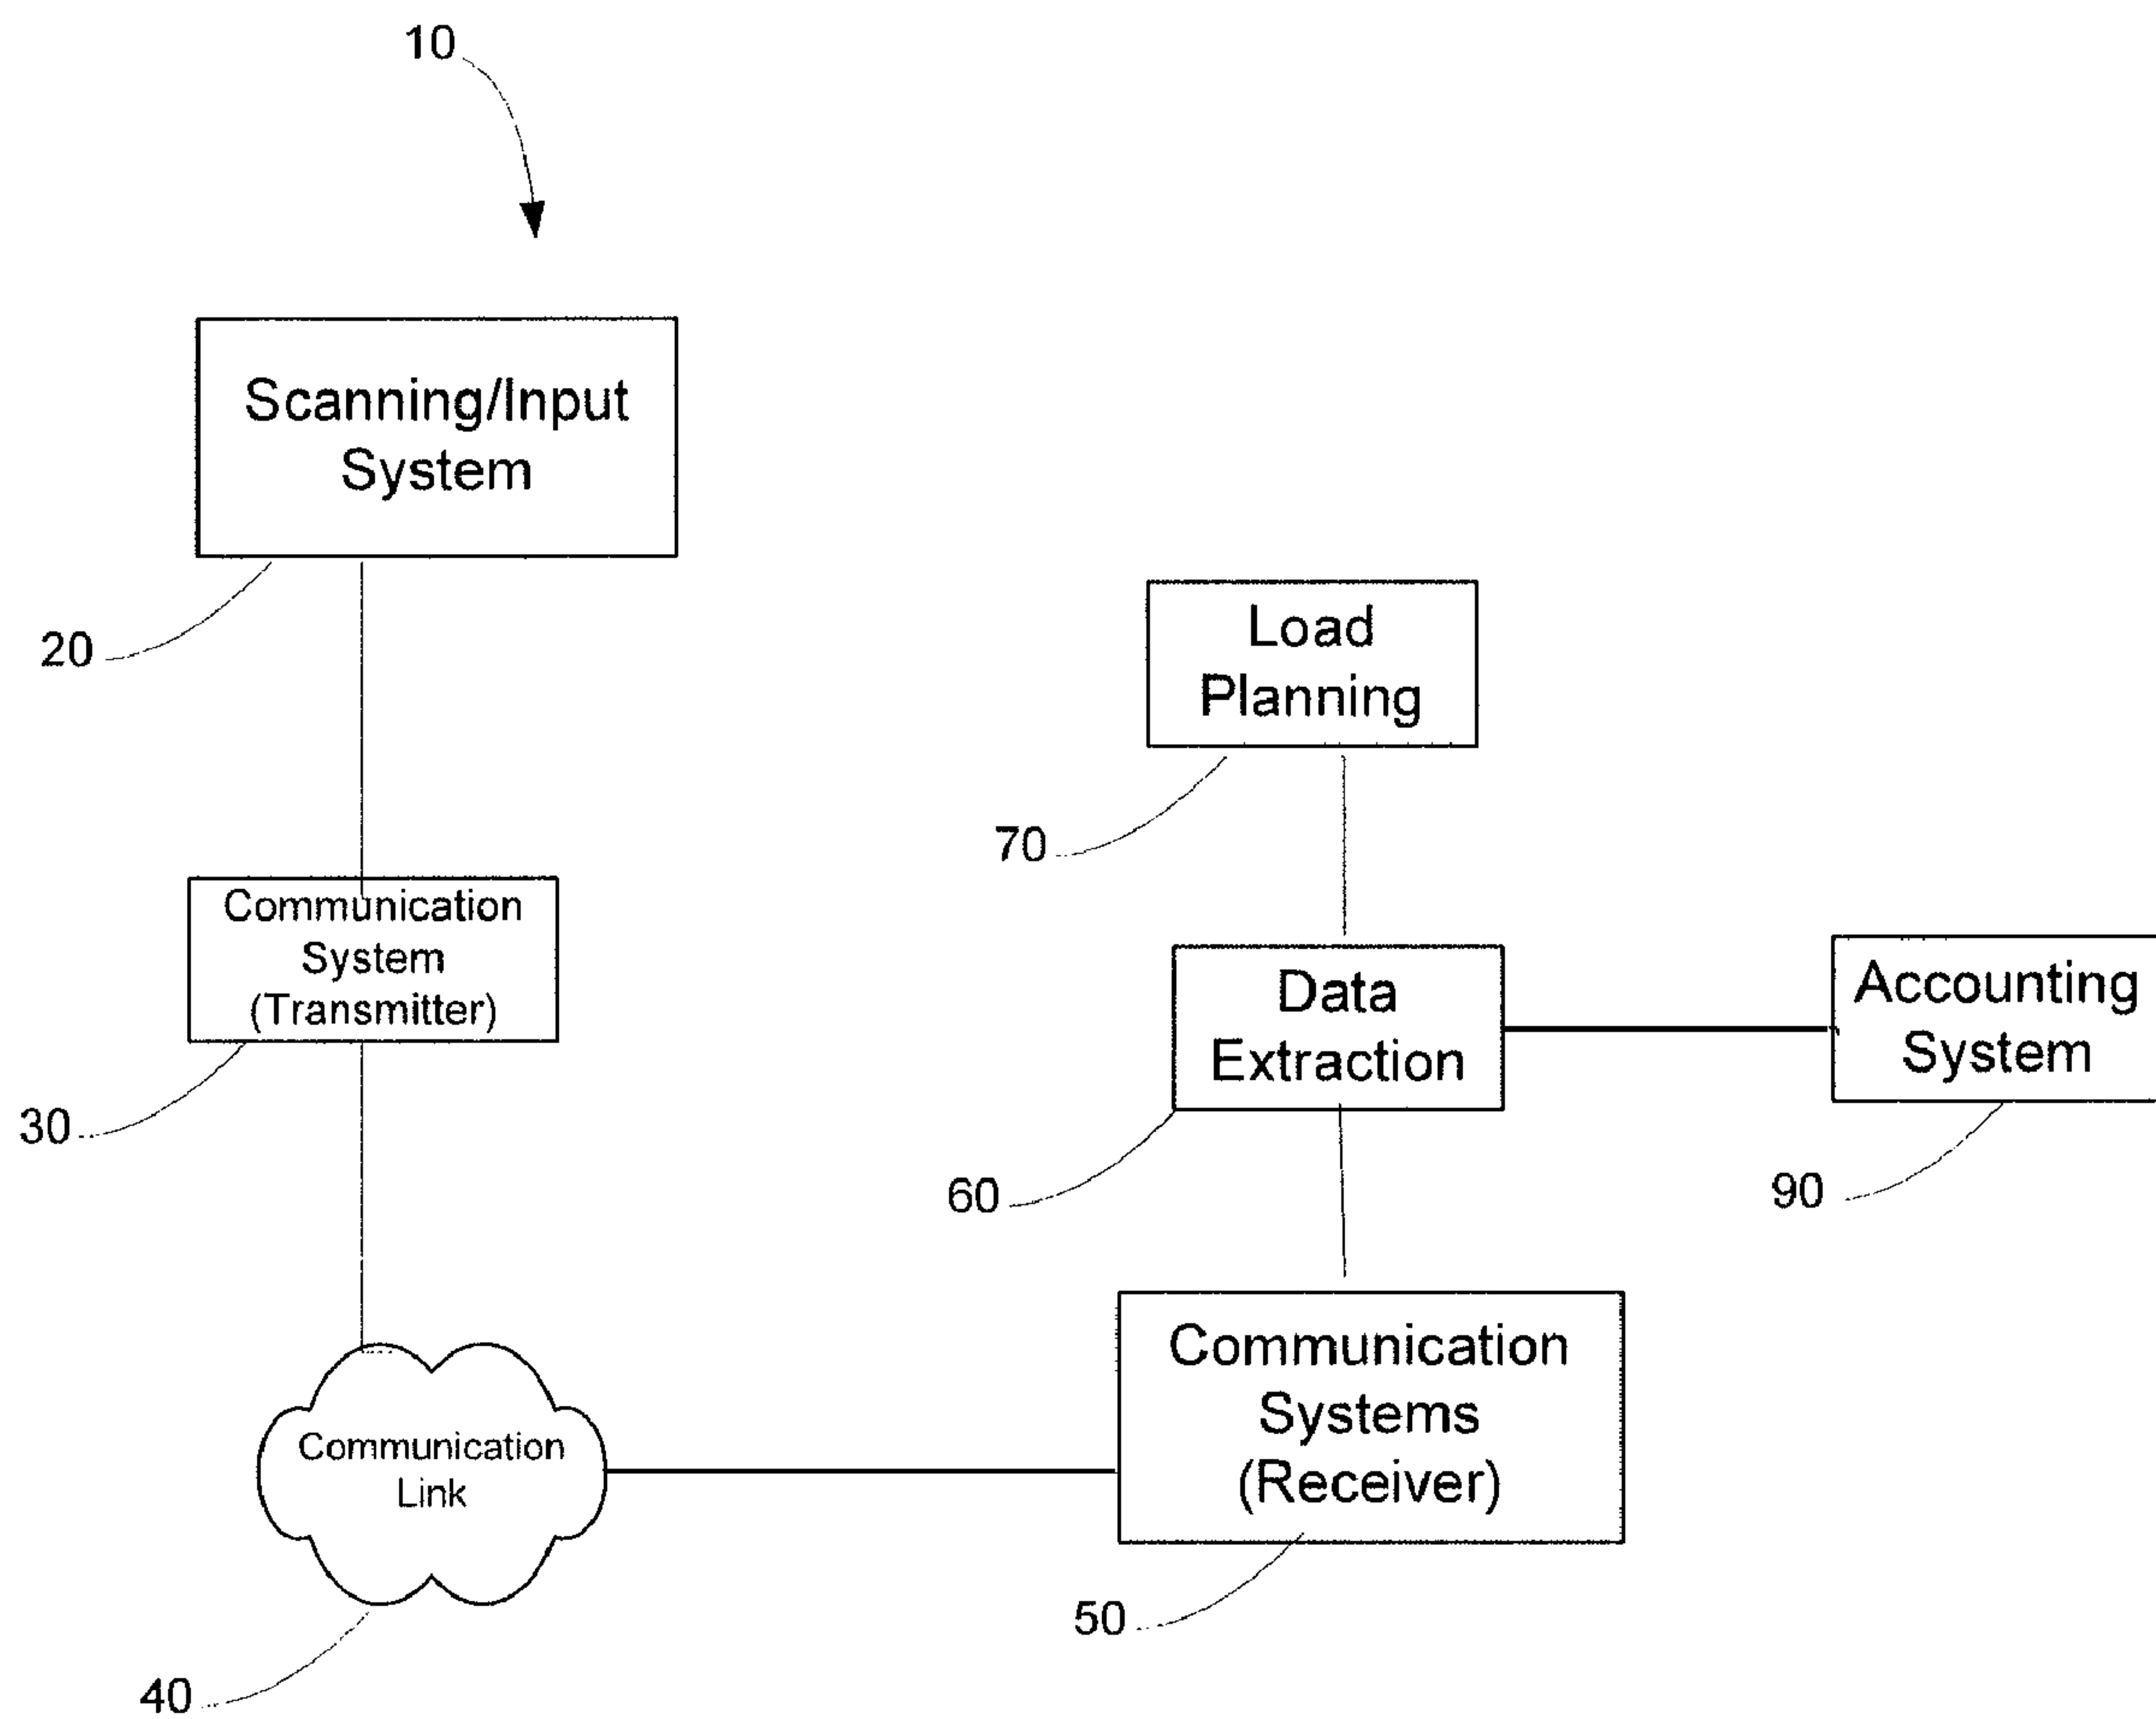 10
Scanning/Input
System
20
Load
Planning
70
Communication
System
(Transmitter)
30
Data
Extraction
60
Accounting
System
90
Communication
Link
40
Communication
Systems
(Receiver)
50